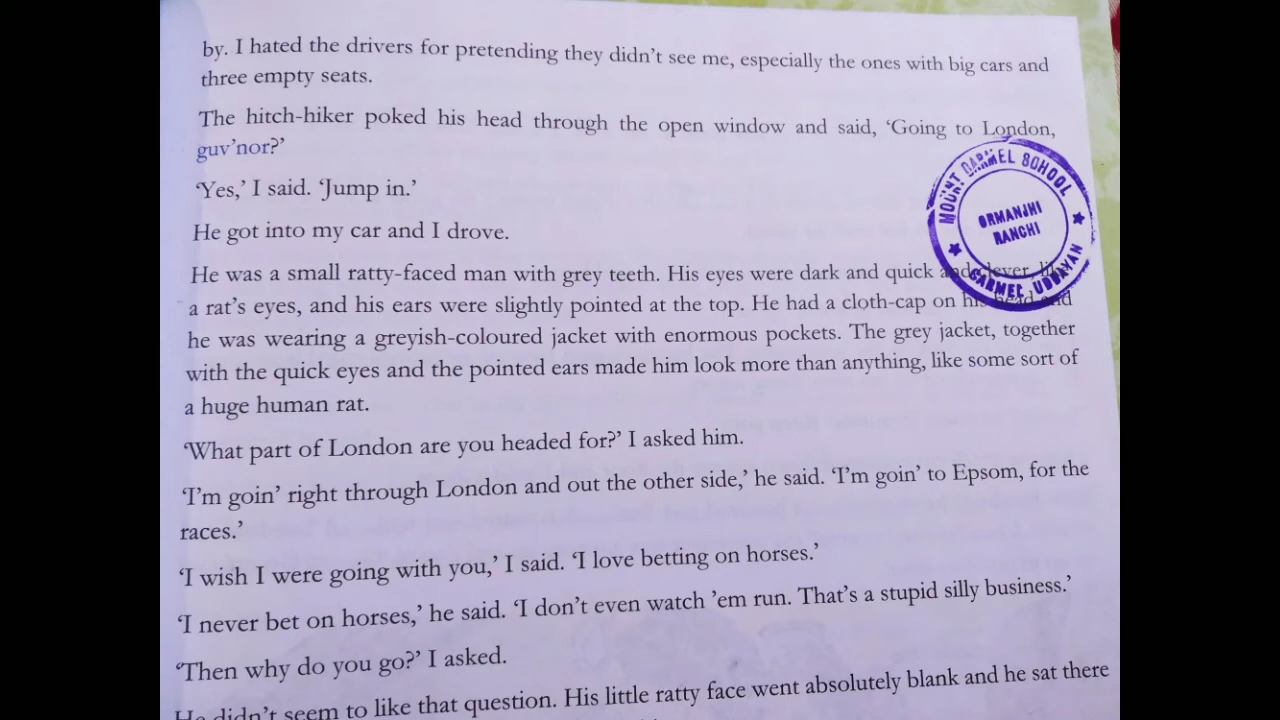 by. I hated the drivers for pretending they didn’t see me, especially the ones with big cars and
three empty seats.
The hitch-hiker poked his head through the open window and said, ‘Going to London,
guv’nor?’
‘Yes,’ I said. ‘Jump in.’
He got into my car and I drove.
He was a small ratty-faced man with grey teeth. His eyes were dark and quick and clever, like
a rat’s eyes, and his ears were slightly pointed at the top. He had a cloth-cap on his head and
he was wearing a greyish-coloured jacket with enormous pockets. The grey jacket, together
with the quick eyes and the pointed ears made him look more than anything, like some sort of
a huge human rat.
‘What part of London are you headed for?’ I asked him.
‘I’m goin’ right through London and out the other side,’ he said. ‘I’m goin’ to Epsom, for the
races.’
‘I wish I were going with you,’ I said. ‘I love betting on horses.’
‘I never bet on horses,’ he said. ‘I don’t even watch ’em run. That’s a stupid silly business.’
‘Then why do you go?’ I asked.
He didn’t seem to like that question. His little ratty face went absolutely blank and he sat there
MOUNT CARMEL SCHOOL
ORMANJHI
RANCHI
CARMEL UDDAYAN